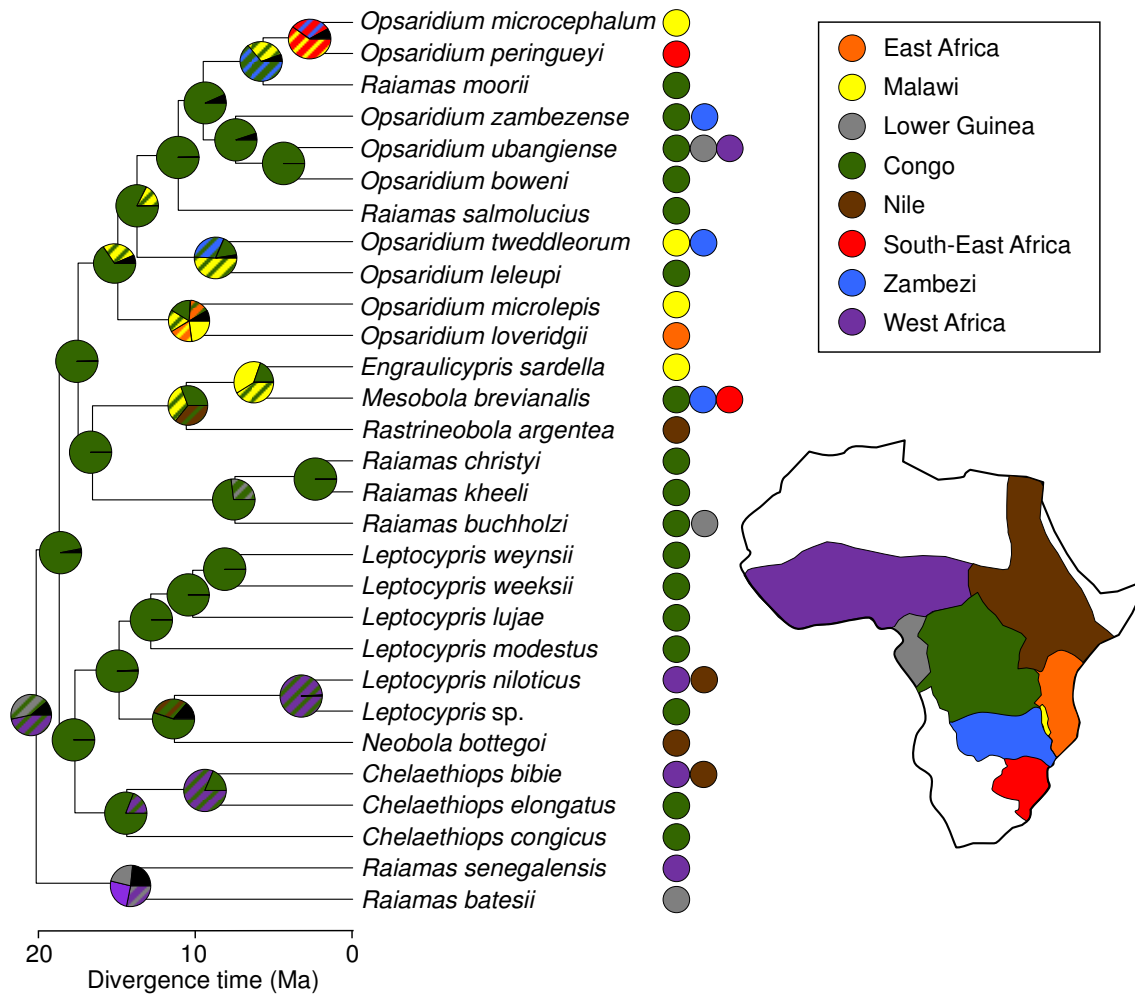 Opsaridium microcephalum
Opsaridium peringueyi
Raiamas moorii
Opsaridium zambezense
Opsaridium ubangiense
Opsaridium boweni
Raiamas salmolucius
Opsaridium tweddleorum
Opsaridium leleupi
Opsaridium microlepis
Opsaridium loveridgii
Engraulicypris sardella
Mesobola brevianalis
Rastrineobola argentea
Raiamas christyi
Raiamas kheeli
Raiamas buchholzi
Leptocypris weynsii
Leptocypris weeksii
Leptocypris lujae
Leptocypris modestus
Leptocypris niloticus
Leptocypris sp.
Neobola bottegoi
Chelaethiops bibie
Chelaethiops elongatus
Chelaethiops congicus
Raiamas senegalensis
Raiamas batesii
20 10 0
Divergence time (Ma)
East Africa
Malawi
Lower Guinea
Congo
Nile
South-East Africa
Zambezi
West Africa